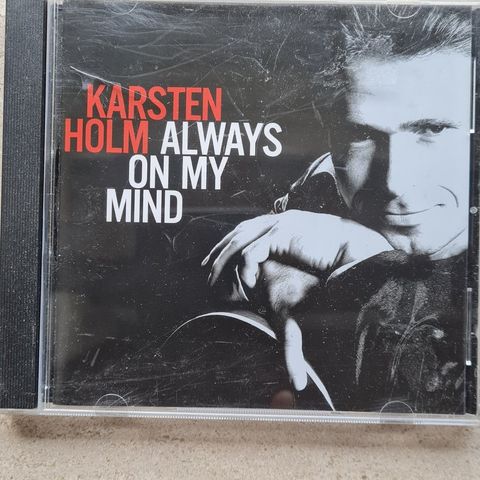 KARSTEN
HOLM ALWAYS
ON MY
MIND